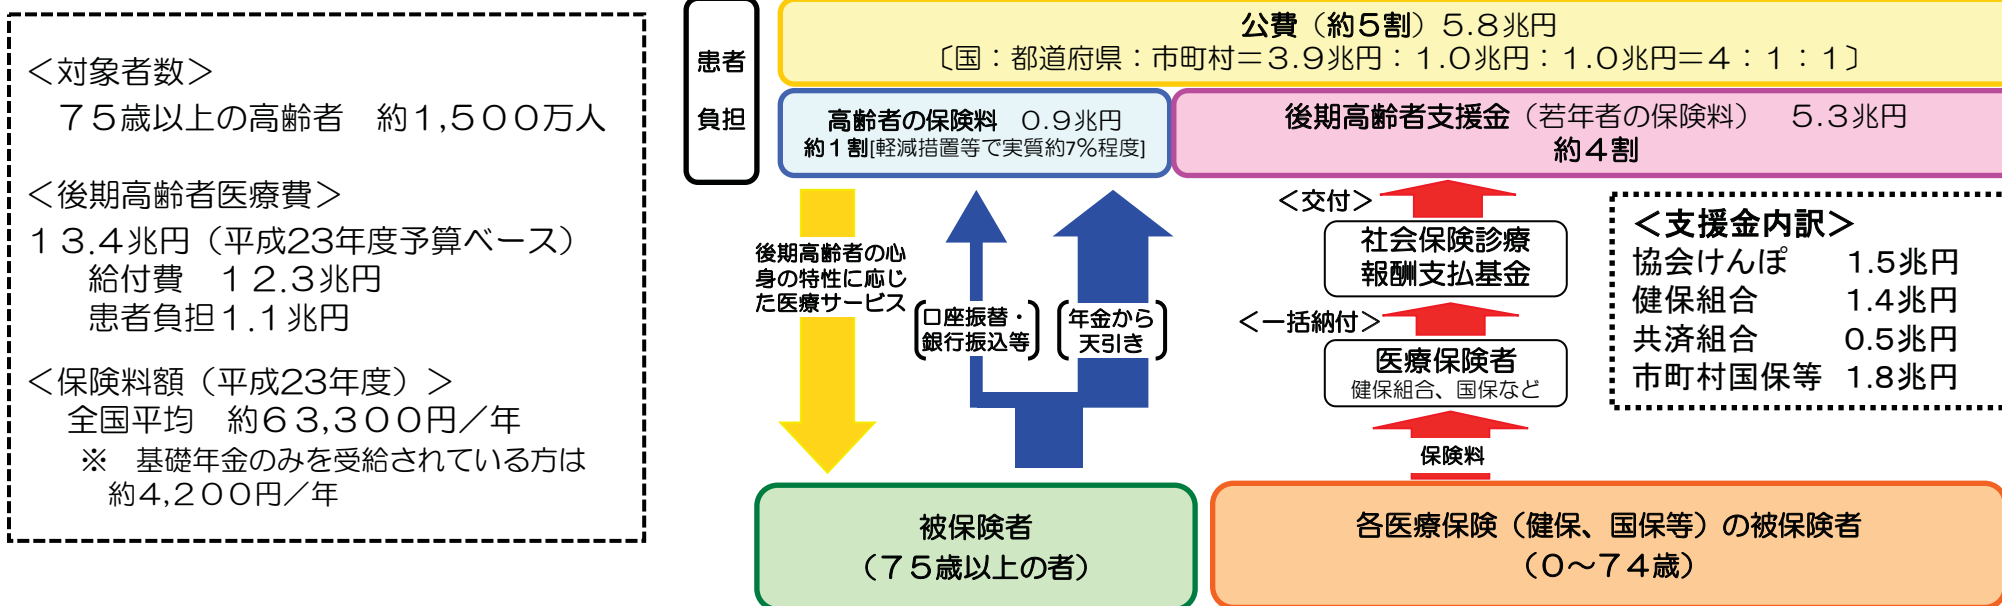 ＜対象者数＞
７５歳以上の高齢者　約１,５００万人
＜後期高齢者医療費＞
１３.４兆円（平成23年度予算ベース）
給付費　１２.３兆円
患者負担１.１兆円
＜保険料額（平成23年度）＞
全国平均　約６３,３００円／年
※　基礎年金のみを受給されている方は
約４,２００円／年
患者
負担
公費（約５割）５.８兆円
〔国：都道府県：市町村＝３.９兆円：１.０兆円：１.０兆円＝４：１：１〕
高齢者の保険料　０.９兆円
約１割[軽減措置等で実質約7％程度]
後期高齢者支援金（若年者の保険料）　５.３兆円
約４割
後期高齢者の心
身の特性に応じ
た医療サービス
口座振替・
銀行振込等
年金から
天引き
＜交付＞
社会保険診療
報酬支払基金
＜一括納付＞
医療保険者
健保組合、国保など
保険料
＜支援金内訳＞
協会けんぽ　1.5兆円
健保組合　1.4兆円
共済組合　0.5兆円
市町村国保等　1.8兆円
被保険者
（７５歳以上の者）
各医療保険（健保、国保等）の被保険者
（０～７４歳）